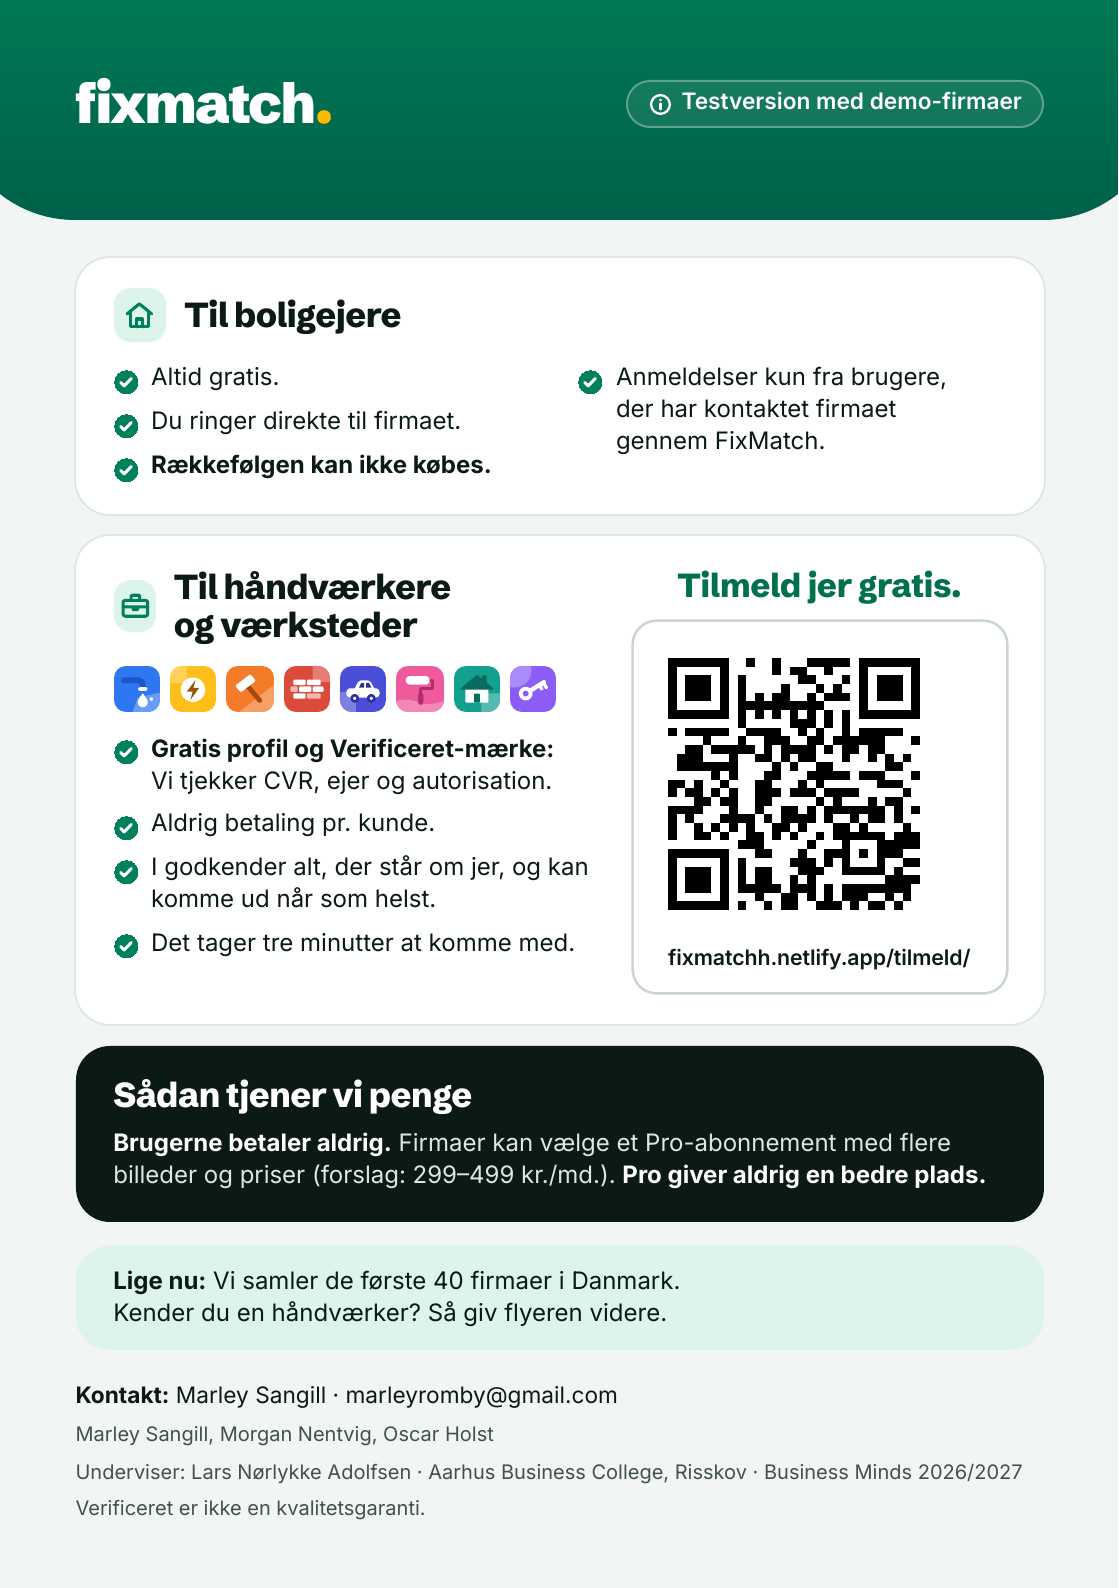 fixmatch.
Testversion med demo-firmaer
Til boligejere
Altid gratis.
Du ringer direkte til firmaet.
Rækkefølgen kan ikke købes.
Anmeldelser kun fra brugere,
der har kontaktet firmaet
gennem FixMatch.
Til håndværkere
og værksteder
Gratis profil og Verificeret-mærke:
Vi tjekker CVR, ejer og autorisation.
Aldrig betaling pr. kunde.
I godkender alt, der står om jer, og kan
komme ud når som helst.
Det tager tre minutter at komme med.
Tilmeld jer gratis.
fixmatchh.netlify.app/tilmeld/
Sådan tjener vi penge
Brugerne betaler aldrig. Firmaer kan vælge et Pro-abonnement med flere
billeder og priser (forslag: 299–499 kr./md.). Pro giver aldrig en bedre plads.
Lige nu: Vi samler de første 40 firmaer i Danmark.
Kender du en håndværker? Så giv flyeren videre.
Kontakt: Marley Sangill · marleyromby@gmail.com
Marley Sangill, Morgan Nentvig, Oscar Holst
Underviser: Lars Nørlykke Adolfsen · Aarhus Business College, Risskov · Business Minds 2026/2027
Verificeret er ikke en kvalitetsgaranti.